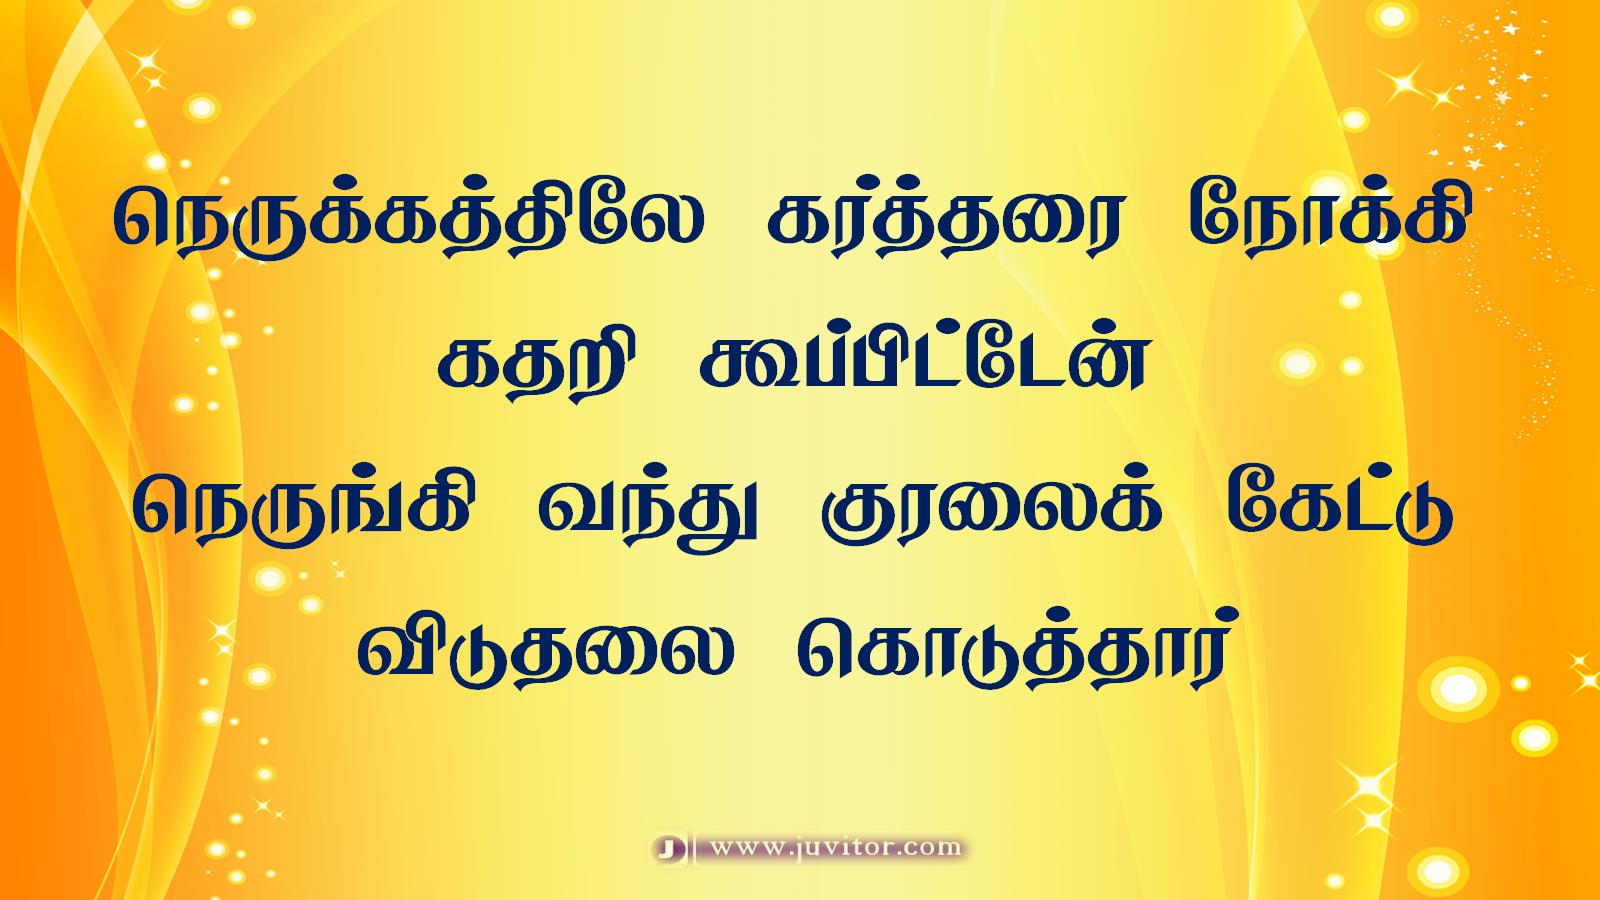 நெருக்கத்திலே கர்த்தரை நோக்கி
கதறி கூப்பிட்டேன்
நெருங்கி வந்து குரலைக் கேட்டு
விடுதலை கொடுத்தார்
J www.juvitor.com